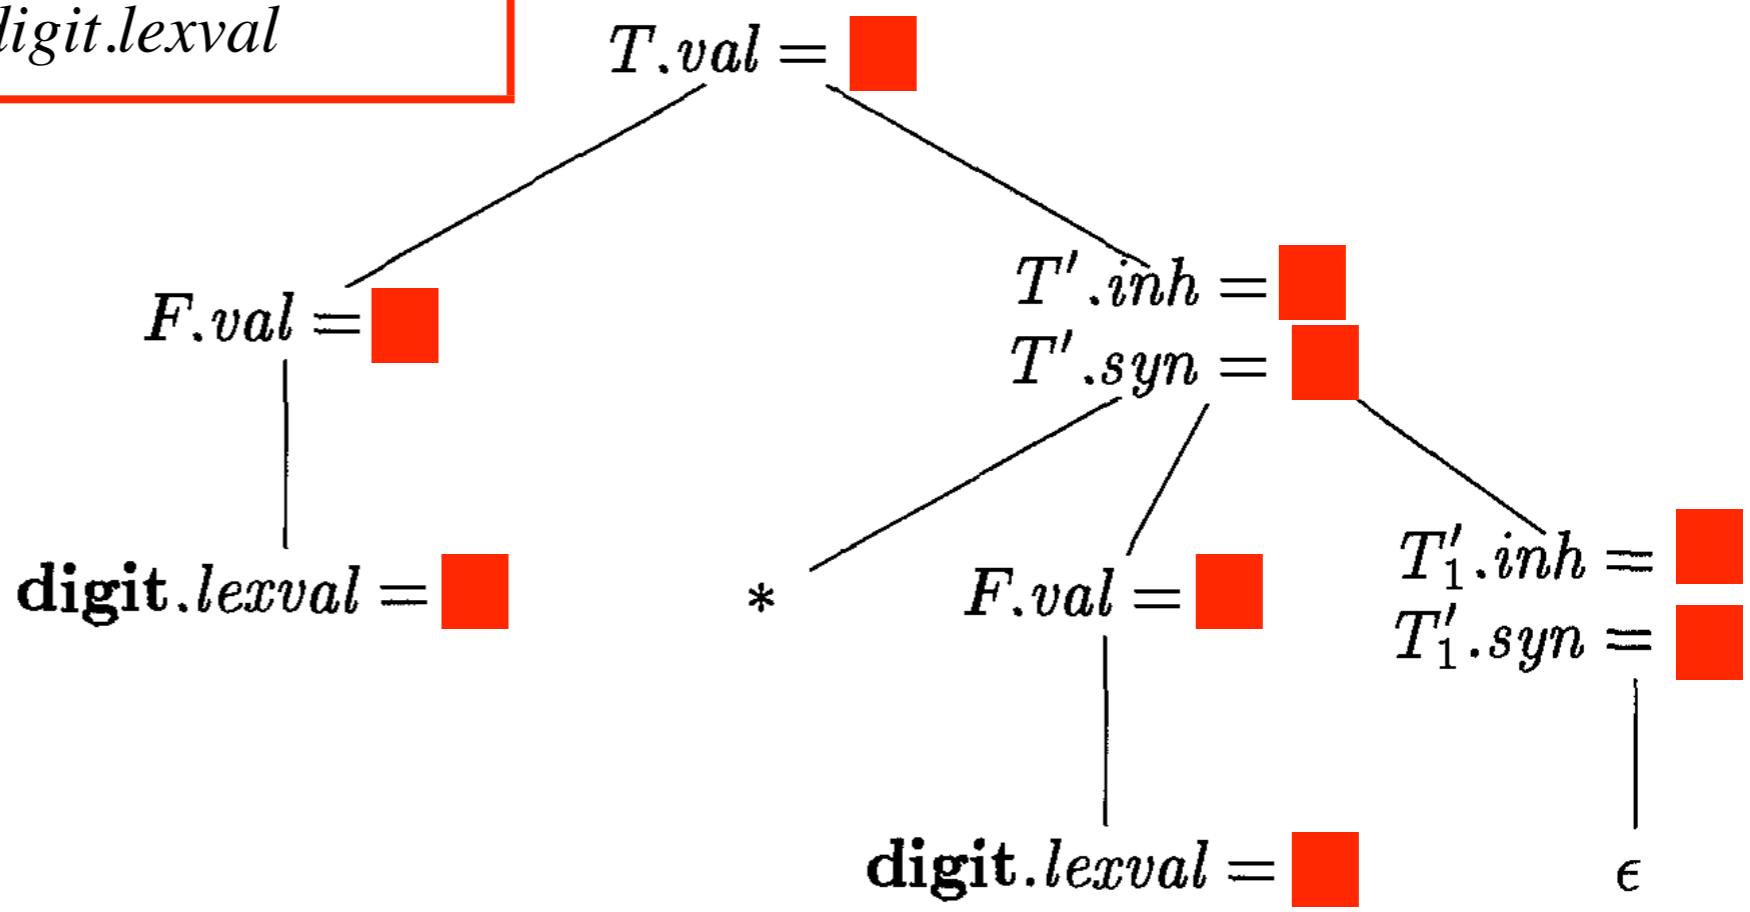 digit.lexval
T.val =
F.val =
T′.inh =
T′.syn =
digit.lexval =
*
F.val =
T′₁.inh =
T′₁.syn =
digit.lexval =
ϵ